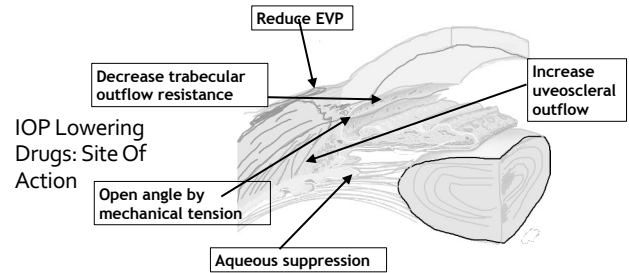 Reduce EVP
Decrease trabecular
outflow resistance
Increase
uveoscleral
outflow
IOP Lowering
Drugs: Site Of
Action
Open angle by
mechanical tension
Aqueous suppression